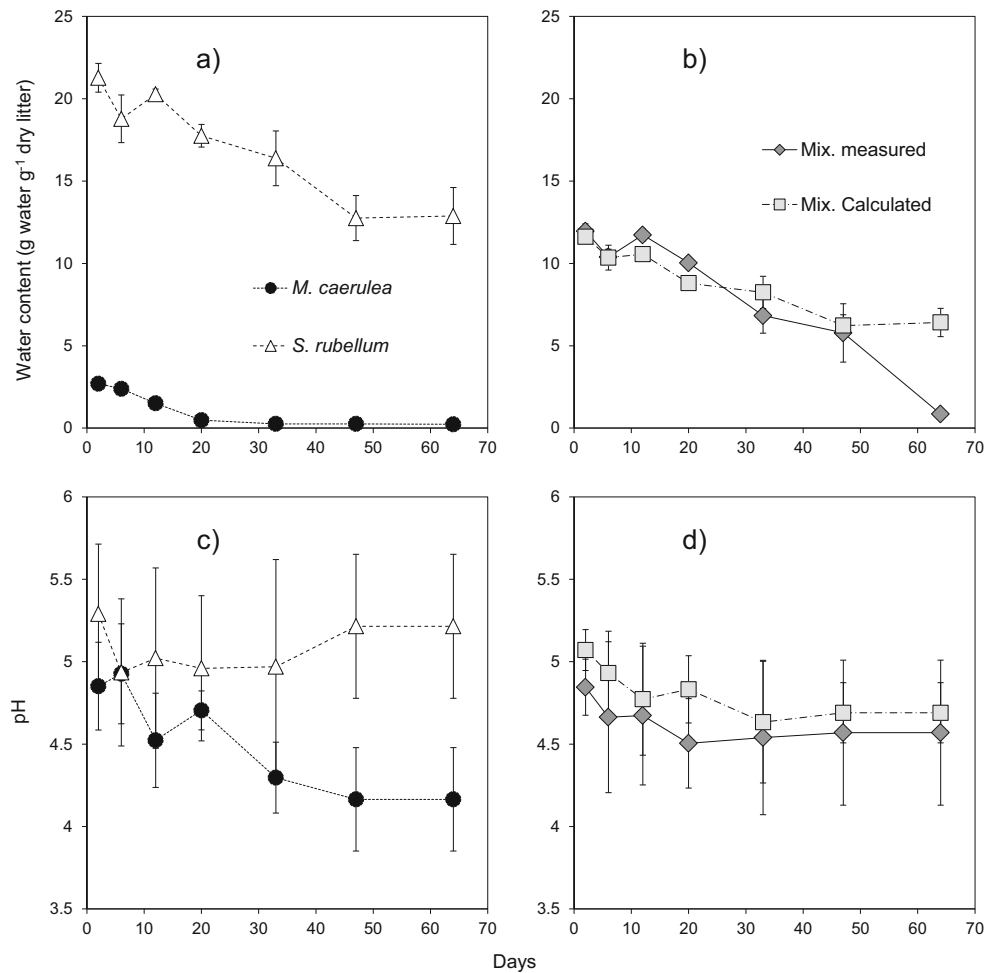 a)
25
20
15
10
5
0
0 10 20 30 40 50 60 70
Water content (g water g⁻¹ dry litter)
M. caerulea
S. rubellum
b)
25
20
15
10
5
0
0 10 20 30 40 50 60 70
Mix. measured
Mix. Calculated
c)
6
5.5
5
4.5
4
3.5
0 10 20 30 40 50 60 70
pH
d)
6
5.5
5
4.5
4
3.5
0 10 20 30 40 50 60 70
Days